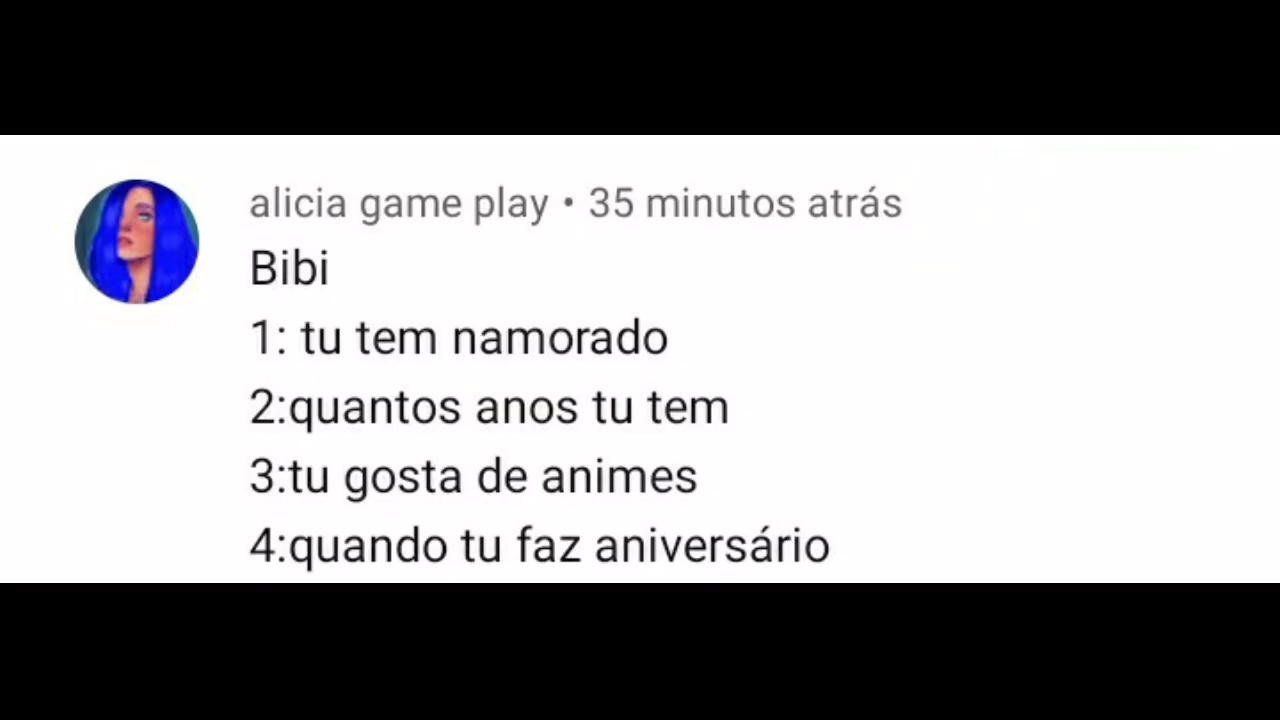 alicia game play • 35 minutos atrás
Bibi
1: tu tem namorado
2:quantos anos tu tem
3:tu gosta de animes
4:quando tu faz aniversário